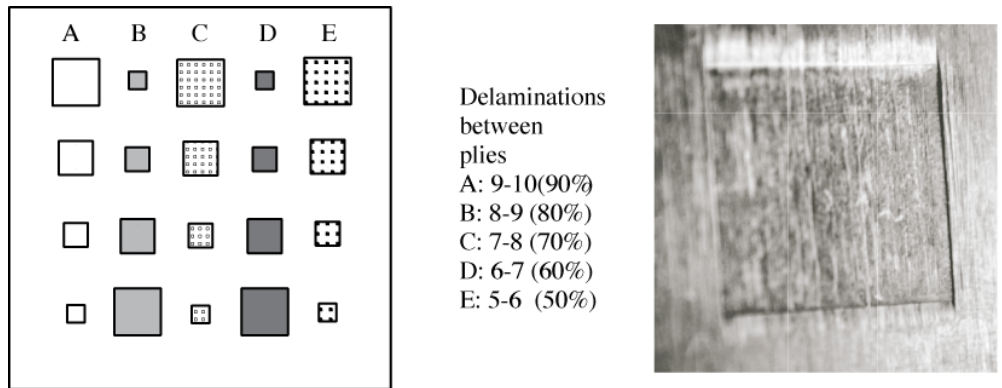 A B C D E
Delaminations
between
plies
A: 9-10(90%)
B: 8-9 (80%)
C: 7-8 (70%)
D: 6-7 (60%)
E: 5-6 (50%)